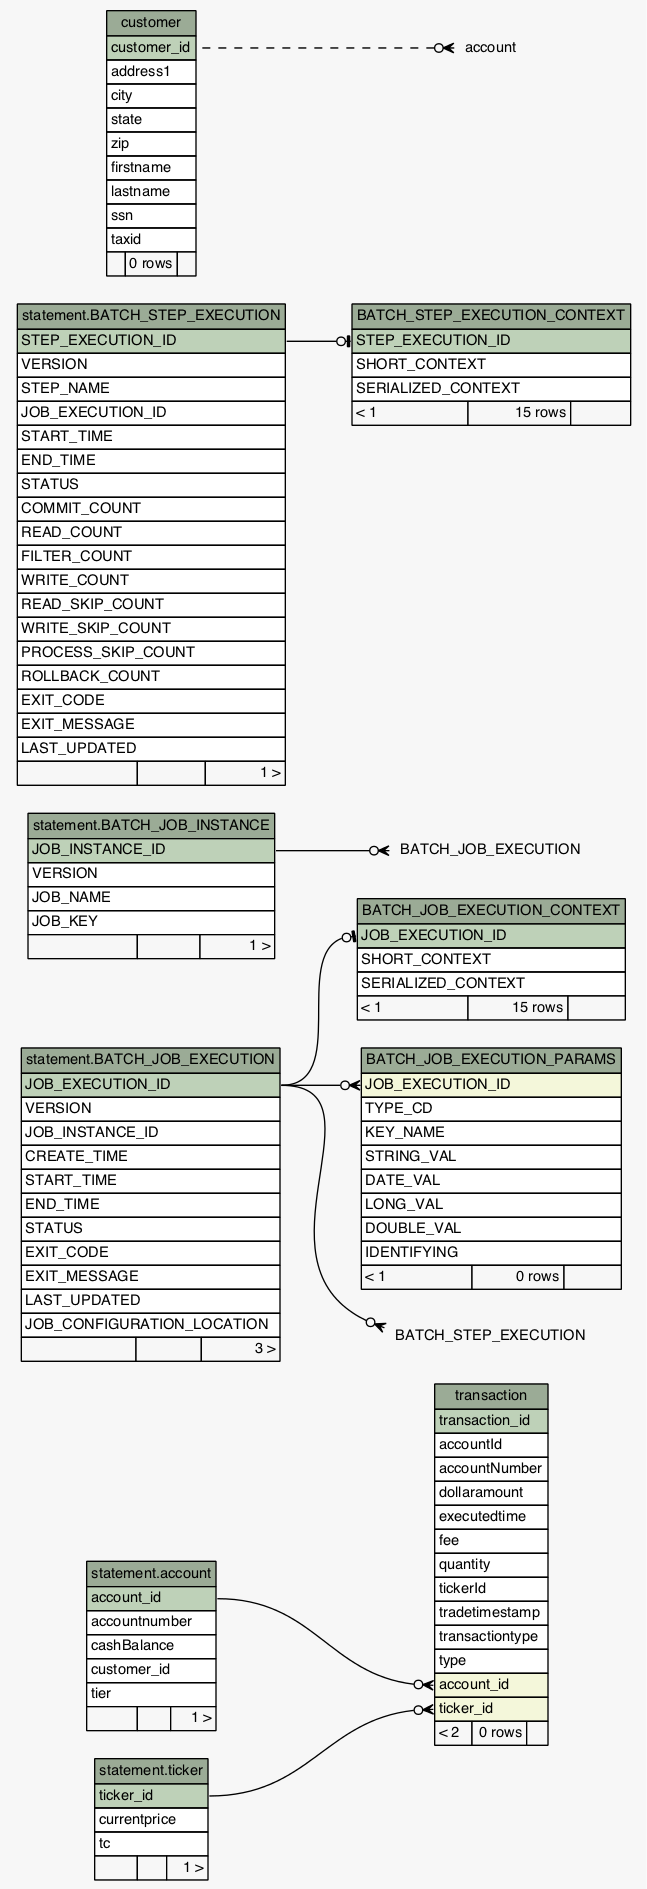 customer
customer_id
account
address1
city
state
zip
firstname
lastname
ssn
taxid
0 rows
statement.BATCH_STEP_EXECUTION
STEP_EXECUTION_ID
VERSION
STEP_NAME
JOB_EXECUTION_ID
START_TIME
END_TIME
STATUS
COMMIT_COUNT
READ_COUNT
FILTER_COUNT
WRITE_COUNT
READ_SKIP_COUNT
WRITE_SKIP_COUNT
PROCESS_SKIP_COUNT
ROLLBACK_COUNT
EXIT_CODE
EXIT_MESSAGE
LAST_UPDATED
1 >
BATCH_STEP_EXECUTION_CONTEXT
STEP_EXECUTION_ID
SHORT_CONTEXT
SERIALIZED_CONTEXT
< 1 15 rows
statement.BATCH_JOB_INSTANCE
JOB_INSTANCE_ID
VERSION
JOB_NAME
JOB_KEY
1 >
BATCH_JOB_EXECUTION
BATCH_JOB_EXECUTION_CONTEXT
JOB_EXECUTION_ID
SHORT_CONTEXT
SERIALIZED_CONTEXT
< 1 15 rows
statement.BATCH_JOB_EXECUTION
JOB_EXECUTION_ID
VERSION
JOB_INSTANCE_ID
CREATE_TIME
START_TIME
END_TIME
STATUS
EXIT_CODE
EXIT_MESSAGE
LAST_UPDATED
JOB_CONFIGURATION_LOCATION
3 >
BATCH_JOB_EXECUTION_PARAMS
JOB_EXECUTION_ID
TYPE_CD
KEY_NAME
STRING_VAL
DATE_VAL
LONG_VAL
DOUBLE_VAL
IDENTIFYING
< 1 0 rows
BATCH_STEP_EXECUTION
transaction
transaction_id
accountId
accountNumber
dollaramount
executedtime
fee
quantity
tickerId
tradetimestamp
transactiontype
type
account_id
ticker_id
< 2 0 rows
statement.account
account_id
accountnumber
cashBalance
customer_id
tier
1 >
statement.ticker
ticker_id
currentprice
tc
1 >